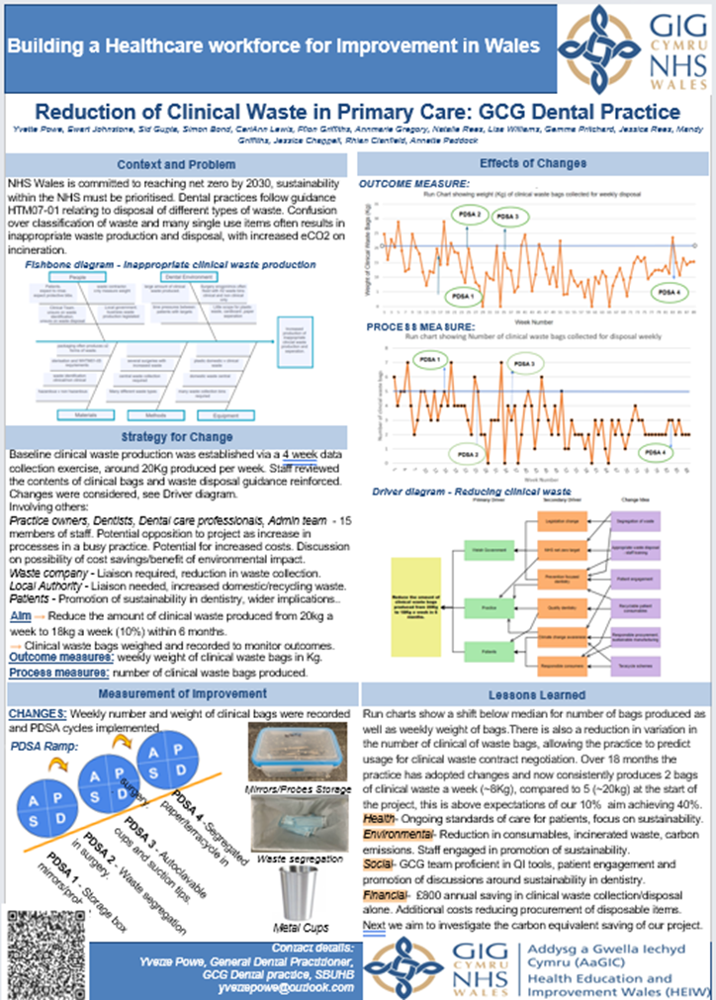 Building a Healthcare workforce for Improvement in Wales
GIG
CYMRU
NHS
WALES
Reduction of Clinical Waste in Primary Care: GCG Dental Practice
Yvette Powe, Ewart Johnstone, Sid Gupta, Simon Bond, CariAnn Lewis, Ffion Griffiths, Annmarie Gregory, Natalie Rees, Lisa Williams, Gemma Pritchard, Jessica Rees, Mandy
Griffiths, Jessica Chappell, Rhian Clenfield, Annette Paddock
Context and Problem
NHS Wales is committed to reaching net zero by 2030, sustainability
within the NHS must be prioritised. Dental practices follow guidance
HTM07-01 relating to disposal of different types of waste. Confusion
over classification of waste and many single use items often results in
inappropriate waste production and disposal, with increased eCO2 on
incineration.
Fishbone diagram - Inappropriate clinical waste production
People
Dental Environment
Materials
Methods
Equipment
Strategy for Change
Baseline clinical waste production was established via a 4 week data
collection exercise, around 20Kg produced per week. Staff reviewed
the contents of clinical bags and waste disposal guidance reinforced.
Changes were considered, see Driver diagram.
Involving others:
Practice owners, Dentists, Dental care professionals, Admin team - 15
members of staff. Potential opposition to project as increase in
processes in a busy practice. Potential for increased costs. Discussion
on possibility of cost savings/benefit of environmental impact.
Waste company - Liaison required, reduction in waste collection.
Local Authority - Liaison needed, increased domestic/recycling waste.
Patients - Promotion of sustainability in dentistry, wider implications..
Aim → Reduce the amount of clinical waste produced from 20kg a
week to 18kg a week (10%) within 6 months.
→ Clinical waste bags weighed and recorded to monitor outcomes.
Outcome measures: weekly weight of clinical waste bags in Kg.
Process measures: number of clinical waste bags produced.
Measurement of Improvement
CHANGES: Weekly number and weight of clinical bags were recorded
and PDSA cycles implemented
PDSA Ramp:
A P
S D
A P
S D
A P
S D
PDSA 1 - Storage box
mirrors/prob
PDSA 2 - Waste segregation
in surgery.
PDSA 3 - Autoclavable
cups and suction tips.
PDSA 4 -Segregated
paper/terracycle in
surgery.
Mirrors/Probes Storage
Waste segregation
Metal Cups
Effects of Changes
OUTCOME MEASURE:
Run Chart showing weight (Kg) of clinical waste bags collected for weekly disposal
Weight of Clinical Waste Bags (Kg)
PDSA 2
PDSA 3
PDSA 1
PDSA 4
Week Number
PROCESS MEASURE:
Run chart showing Number of clinical waste bags collected for disposal weekly
Number of clinical waste bags
PDSA 1
PDSA 3
PDSA 2
PDSA 4
Week Number
Driver diagram - Reducing clinical waste
Primary Driver
Secondary Driver
Change Idea
Reduce the amount of
clinical waste bags
produced from 20Kg
to 18Kg a week in 6
months.
Welsh Government
Practice
Patients
Legislation change
NHS net zero target
Prevention focused
dentistry
Quality dentistry
Climate change awareness
Responsible consumers
Segregation of waste
Appropriate waste disposal
- staff training
Patient engagement
Recyclable patient
consumables
Responsible procurement,
sustainable manufacturing
Terracycle schemes
Lessons Learned
Run charts show a shift below median for number of bags produced as
well as weekly weight of bags.There is also a reduction in variation in
the number of clinical of waste bags, allowing the practice to predict
usage for clinical waste contract negotiation. Over 18 months the
practice has adopted changes and now consistently produces 2 bags
of clinical waste a week (~8Kg), compared to 5 (~20kg) at the start of
the project, this is above expectations of our 10% aim achieving 40%.
Health- Ongoing standards of care for patients, focus on sustainability.
Environmental- Reduction in consumables, incinerated waste, carbon
emissions. Staff engaged in promotion of sustainability.
Social- GCG team proficient in QI tools, patient engagement and
promotion of discussions around sustainability in dentistry.
Financial- £800 annual saving in clinical waste collection/disposal
alone. Additional costs reducing procurement of disposable items.
Next we aim to investigate the carbon equivalent saving of our project.
Contact details:
Yvette Powe, General Dental Practitioner,
GCG Dental practice, SBUHB
yvettepowe@outlook.com
GIG
CYMRU
NHS
WALES
Addysg a Gwella Iechyd
Cymru (AaGIC)
Health Education and
Improvement Wales (HEIW)